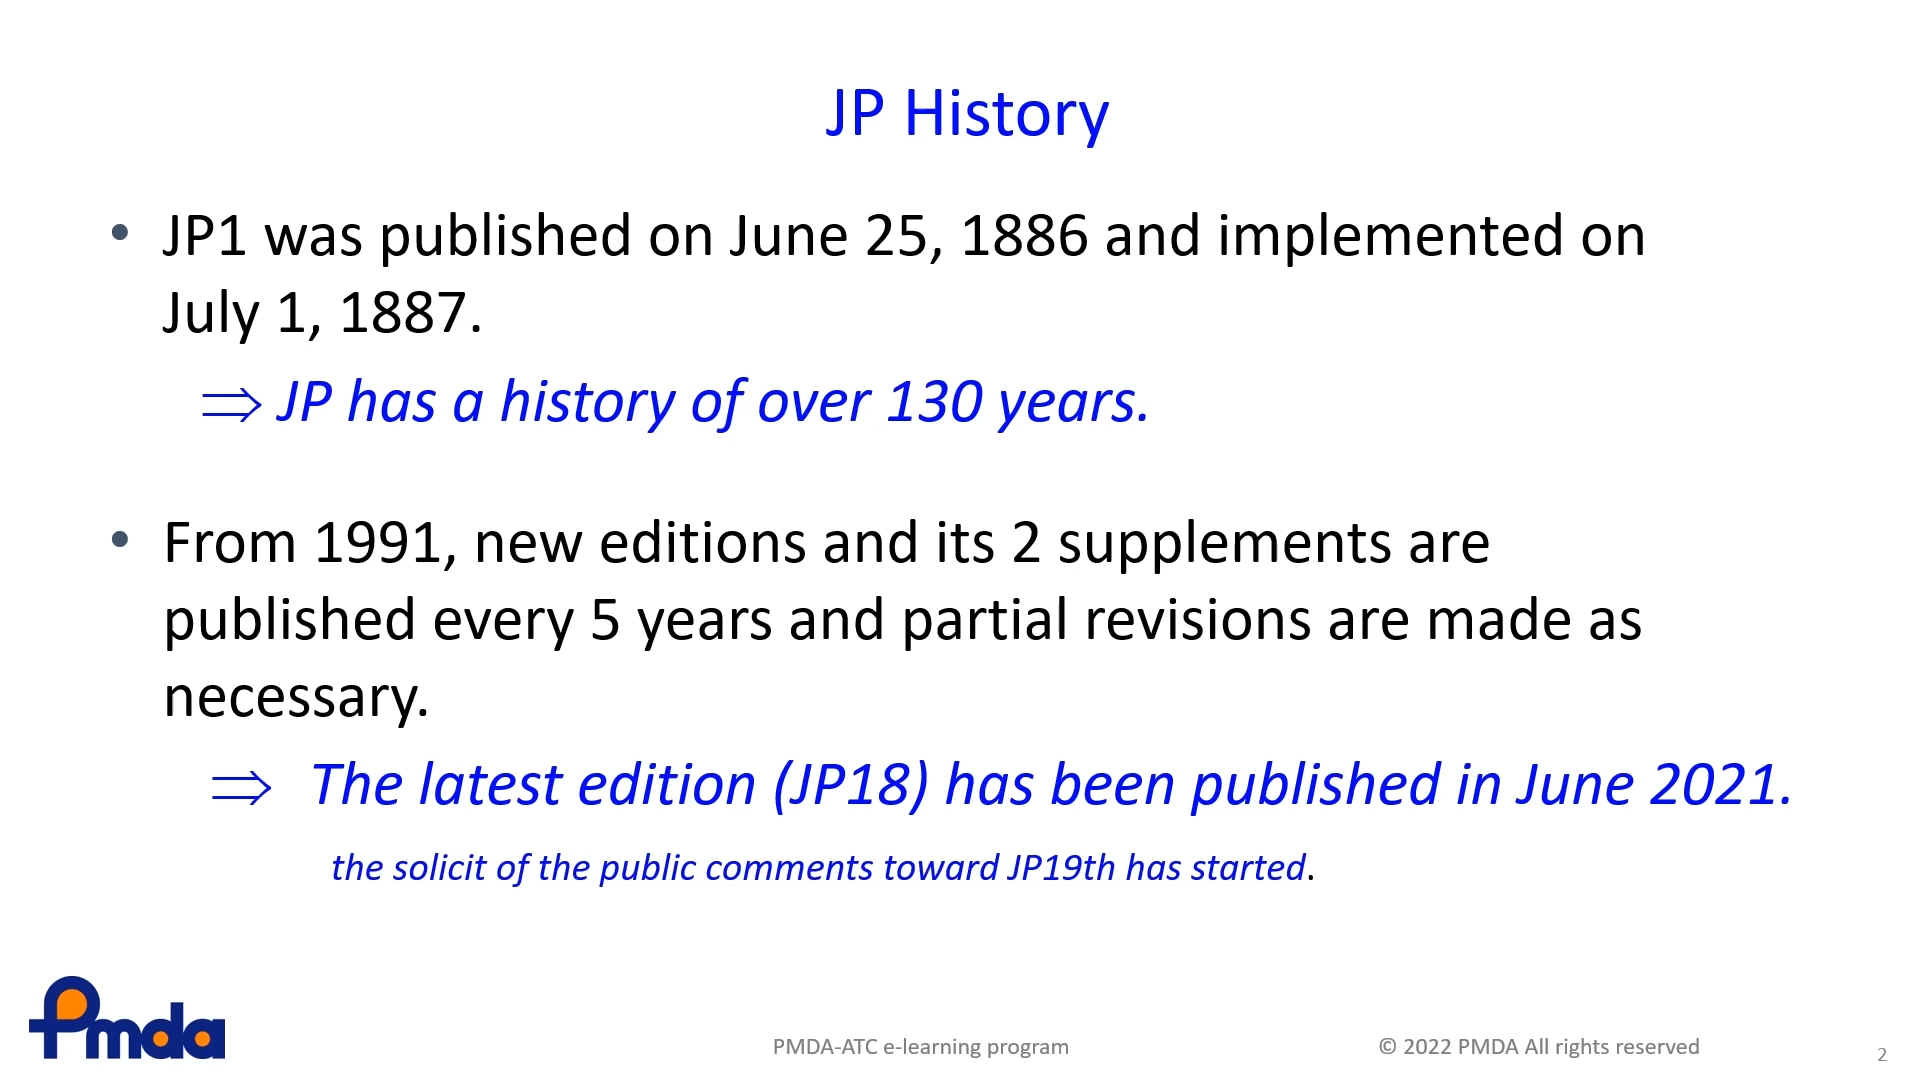 JP History
• JP1 was published on June 25, 1886 and implemented on
July 1, 1887.
⇒ JP has a history of over 130 years.
• From 1991, new editions and its 2 supplements are
published every 5 years and partial revisions are made as
necessary.
⇒ The latest edition (JP18) has been published in June 2021.
the solicit of the public comments toward JP19th has started.
Pmda
PMDA-ATC e-learning program
© 2022 PMDA All rights reserved
2